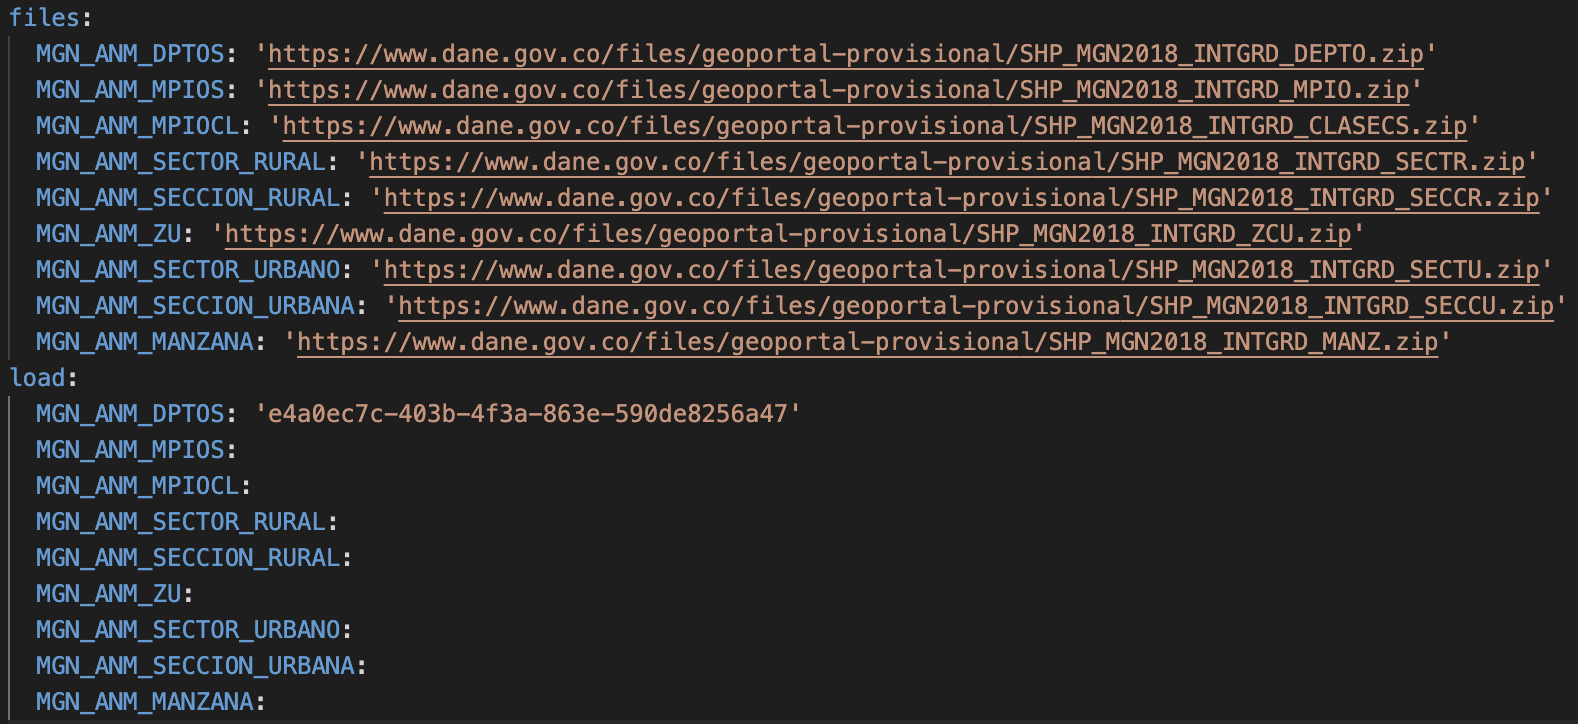 files:
MGN_ANM_DPTOS: 'https://www.dane.gov.co/files/geoportal-provisional/SHP_MGN2018_INTGRD_DEPTO.zip'
MGN_ANM_MPIOS: 'https://www.dane.gov.co/files/geoportal-provisional/SHP_MGN2018_INTGRD_MPIO.zip'
MGN_ANM_MPIOCL: 'https://www.dane.gov.co/files/geoportal-provisional/SHP_MGN2018_INTGRD_CLASECS.zip'
MGN_ANM_SECTOR_RURAL: 'https://www.dane.gov.co/files/geoportal-provisional/SHP_MGN2018_INTGRD_SECTR.zip'
MGN_ANM_SECCION_RURAL: 'https://www.dane.gov.co/files/geoportal-provisional/SHP_MGN2018_INTGRD_SECCR.zip'
MGN_ANM_ZU: 'https://www.dane.gov.co/files/geoportal-provisional/SHP_MGN2018_INTGRD_ZCU.zip'
MGN_ANM_SECTOR_URBANO: 'https://www.dane.gov.co/files/geoportal-provisional/SHP_MGN2018_INTGRD_SECTU.zip'
MGN_ANM_SECCION_URBANA: 'https://www.dane.gov.co/files/geoportal-provisional/SHP_MGN2018_INTGRD_SECCU.zip'
MGN_ANM_MANZANA: 'https://www.dane.gov.co/files/geoportal-provisional/SHP_MGN2018_INTGRD_MANZ.zip'
load:
MGN_ANM_DPTOS: 'e4a0ec7c-403b-4f3a-863e-590de8256a47'
MGN_ANM_MPIOS:
MGN_ANM_MPIOCL:
MGN_ANM_SECTOR_RURAL:
MGN_ANM_SECCION_RURAL:
MGN_ANM_ZU:
MGN_ANM_SECTOR_URBANO:
MGN_ANM_SECCION_URBANA:
MGN_ANM_MANZANA: